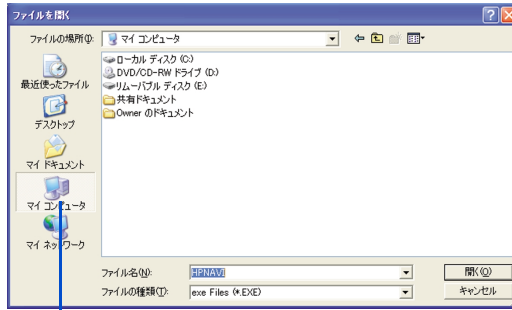 ファイルを開く
ファイルの場所(I):
マイ コンピュータ
ローカル ディスク (C:)
DVD/CD-RW ドライブ (D:)
リムーバブル ディスク (E:)
共有ドキュメント
Owner のドキュメント
最近使ったファイル
デスクトップ
マイ ドキュメント
マイ コンピュータ
マイ ネットワーク
ファイル名(N):
HPNAVI
開く(O)
ファイルの種類(T):
exe Files (*.EXE)
キャンセル